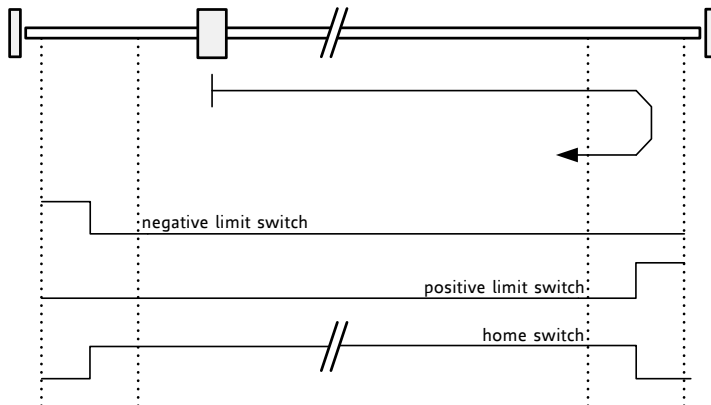 negative limit switch
positive limit switch
home switch